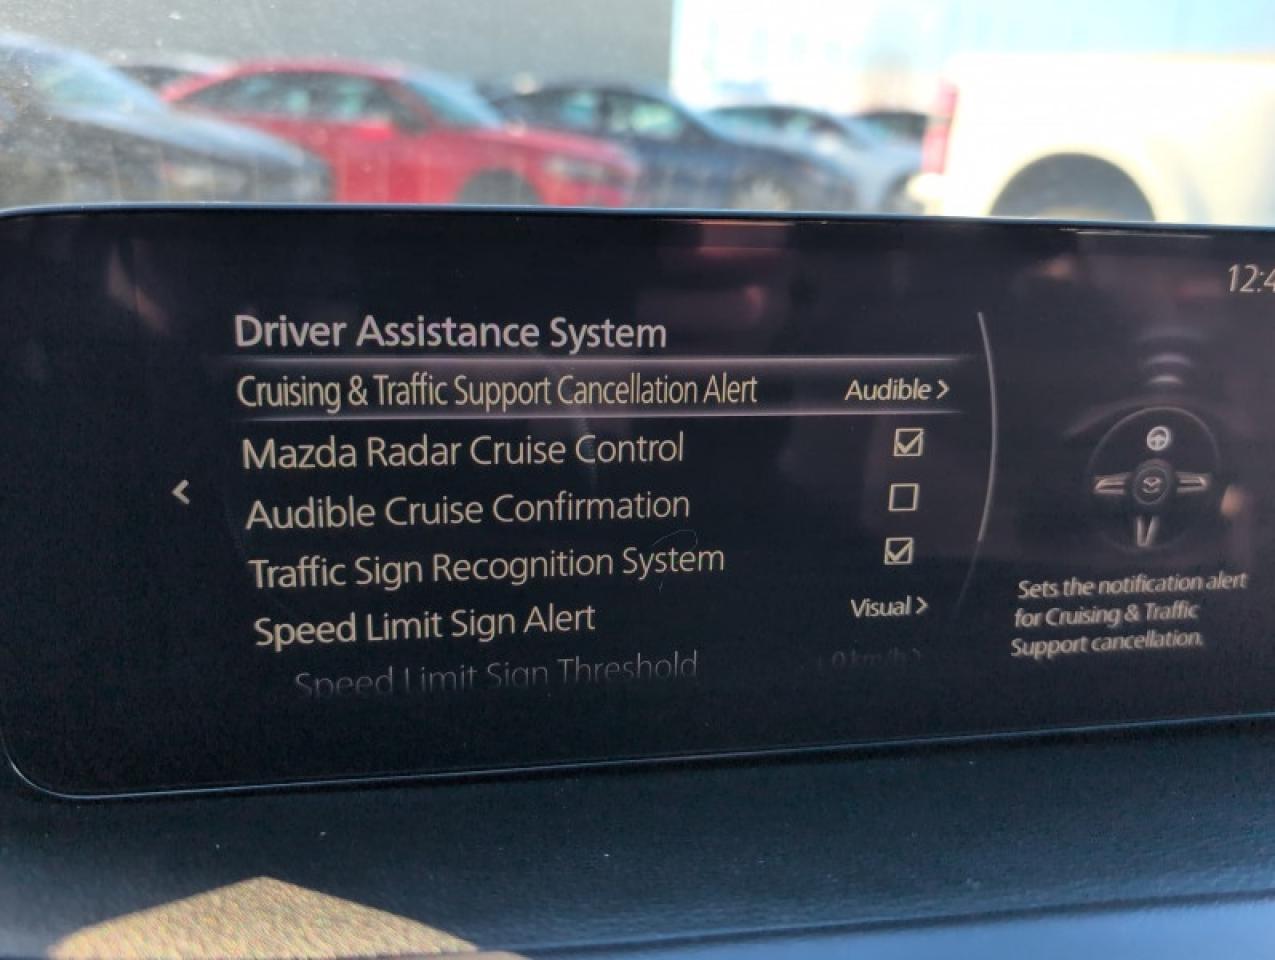 12:4
Driver Assistance System
Cruising & Traffic Support Cancellation Alert Audible >
Mazda Radar Cruise Control
Audible Cruise Confirmation
Traffic Sign Recognition System
Speed Limit Sign Alert Visual >
Speed Limit Sign Threshold 0 km/h >
Sets the notification alert
for Cruising & Traffic
Support cancellation.